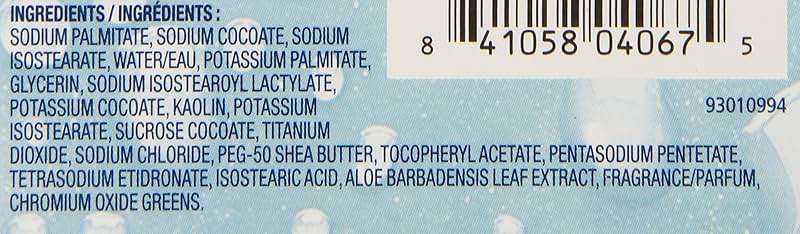 INGREDIENTS / INGRÉDIENTS :
SODIUM PALMITATE, SODIUM COCOATE, SODIUM
ISOSTEARATE, WATER/EAU, POTASSIUM PALMITATE,
GLYCERIN, SODIUM ISOSTEAROYL LACTYLATE,
POTASSIUM COCOATE, KAOLIN, POTASSIUM
ISOSTEARATE, SUCROSE COCOATE, TITANIUM
DIOXIDE, SODIUM CHLORIDE, PEG-50 SHEA BUTTER, TOCOPHERYL ACETATE, PENTASODIUM PENTETATE,
TETRASODIUM ETIDRONATE, ISOSTEARIC ACID, ALOE BARBADENSIS LEAF EXTRACT, FRAGRANCE/PARFUM,
CHROMIUM OXIDE GREENS.
8 41058 04067 5
93010994